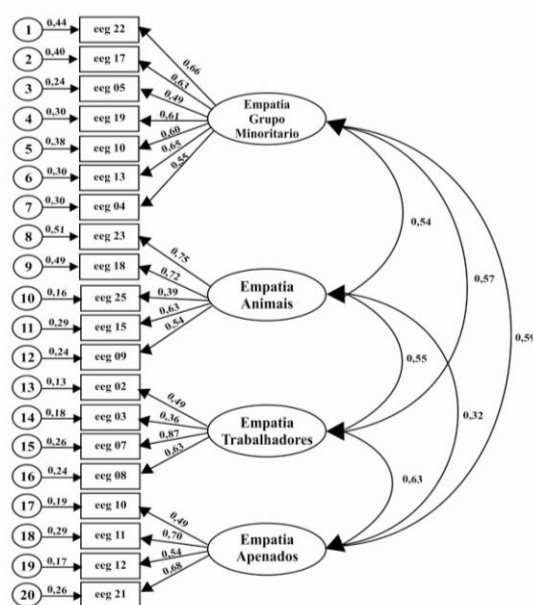 1 0,44 eeg 22
2 0,40 eeg 17
3 0,24 eeg 05
4 0,30 eeg 19
5 0,38 eeg 10
6 0,30 eeg 13
7 0,30 eeg 04
0,66
0,63
0,49
0,61
0,60
0,65
0,55
Empatia
Grupo
Minoritario
8 0,51 eeg 23
9 0,49 eeg 18
10 0,16 eeg 25
11 0,29 eeg 15
12 0,24 eeg 09
0,75
0,72
0,39
0,63
0,54
Empatia
Animais
13 0,13 eeg 02
14 0,18 eeg 03
15 0,26 eeg 07
16 0,24 eeg 08
0,49
0,36
0,87
0,63
Empatia
Trabalhadores
17 0,19 eeg 10
18 0,29 eeg 11
19 0,17 eeg 12
20 0,26 eeg 21
0,49
0,70
0,54
0,68
Empatia
Apenados
0,54
0,57
0,59
0,55
0,32
0,63